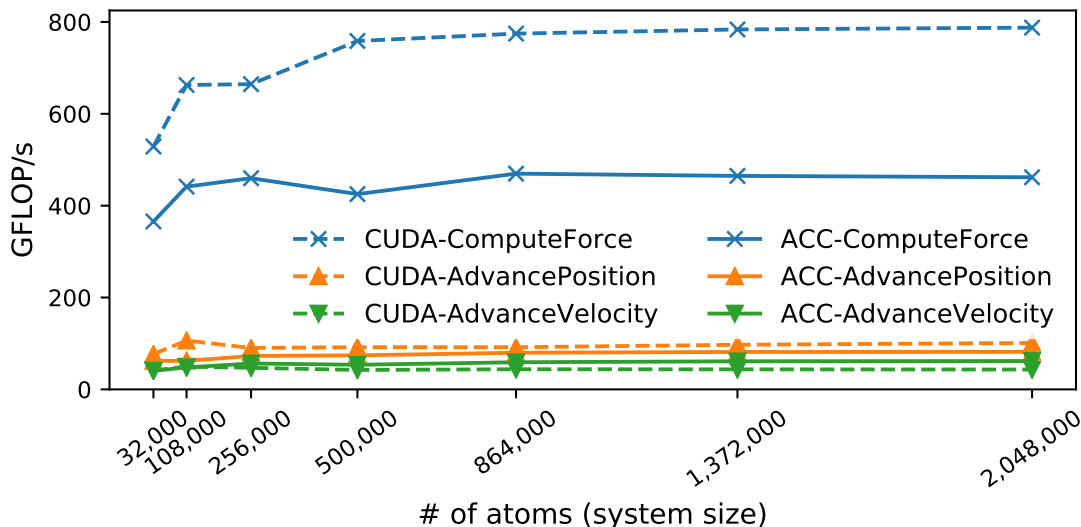 800
600
400
200
0
GFLOP/s
CUDA-ComputeForce
CUDA-AdvancePosition
CUDA-AdvanceVelocity
ACC-ComputeForce
ACC-AdvancePosition
ACC-AdvanceVelocity
32,000
108,000
256,000
500,000
864,000
1,372,000
2,048,000
# of atoms (system size)